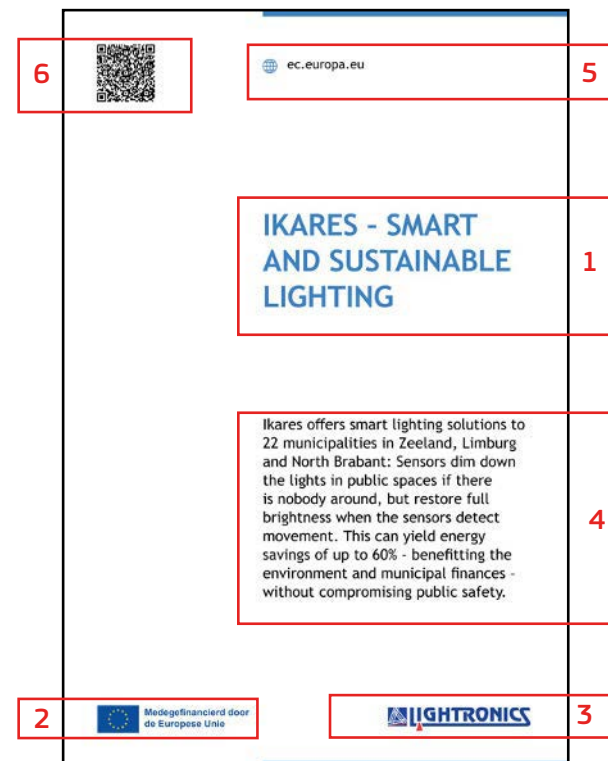 6
ec.europa.eu
5
IKARES - SMART
AND SUSTAINABLE
LIGHTING
1
Ikares offers smart lighting solutions to
22 municipalities in Zeeland, Limburg
and North Brabant: Sensors dim down
the lights in public spaces if there
is nobody around, but restore full
brightness when the sensors detect
movement. This can yield energy
savings of up to 60% - benefitting the
environment and municipal finances -
without compromising public safety.
4
2
Medegefinancierd door
de Europese Unie
LIGHTRONICS
3